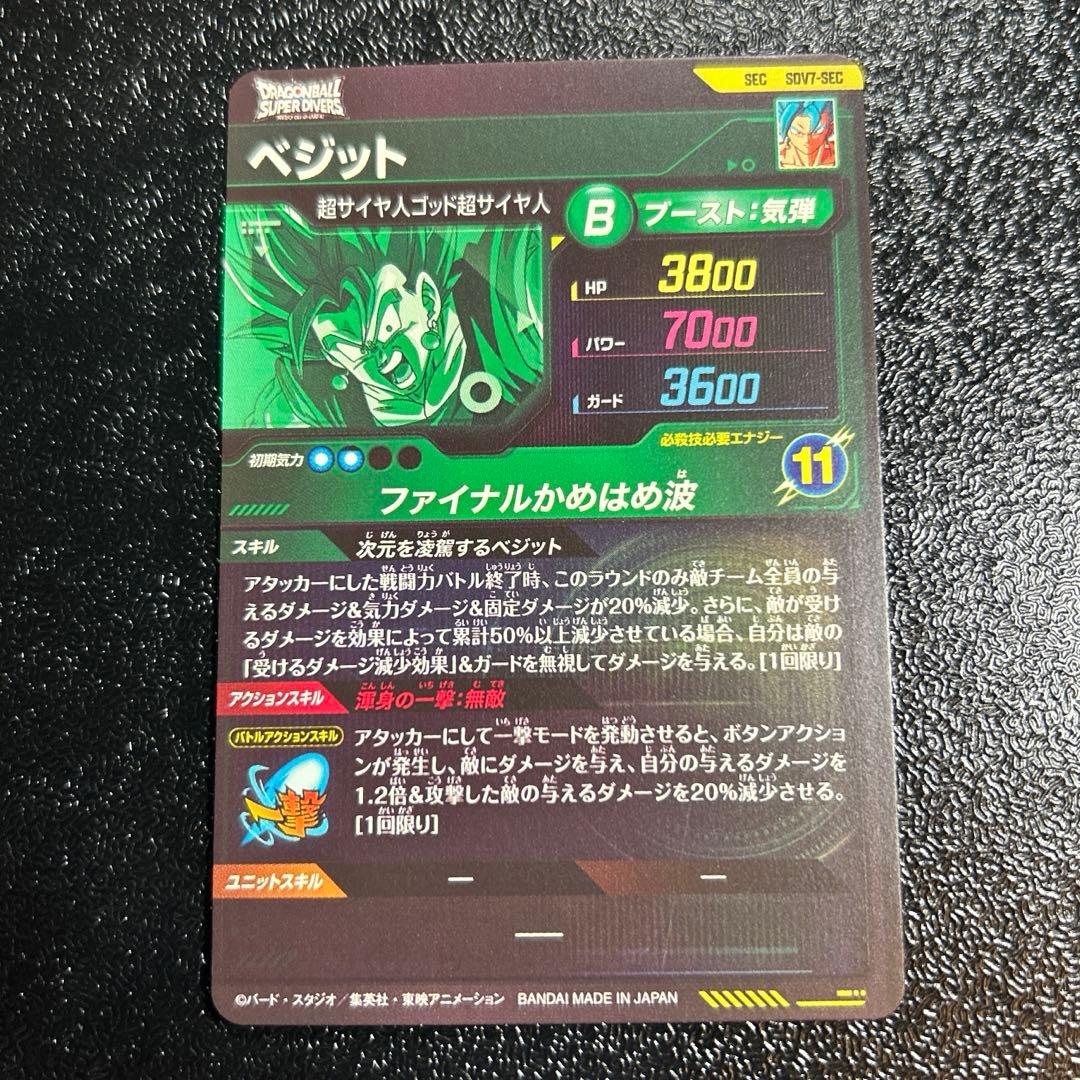 SEC SDV7-SEC
DRAGONBALL
SUPER DIVERS
ベジット
超サイヤ人ゴッド超サイヤ人
B ブースト:気弾
HP 3800
パワー 7000
ガード 3600
初期気力
必殺技必要エナジー
11
ファイナルかめはめ波
スキル 次元を凌駕するベジット
アタッカーにした戦闘力バトル終了時、このラウンドのみ敵チーム全員の与
えるダメージ&気力ダメージ&固定ダメージが20%減少。さらに、敵が受け
るダメージを効果によって累計50%以上減少させている場合、自分は敵の
「受けるダメージ減少効果」&ガードを無視してダメージを与える。[1回限り]
アクションスキル 渾身の一撃:無敵
バトルアクションスキル
アタッカーにして一撃モードを発動させると、ボタンアクショ
ンが発生し、敵にダメージを与え、自分の与えるダメージを
1.2倍&攻撃した敵の与えるダメージを20%減少させる。
[1回限り]
一撃
ユニットスキル — —
—
©バード・スタジオ/集英社・東映アニメーション BANDAI MADE IN JAPAN